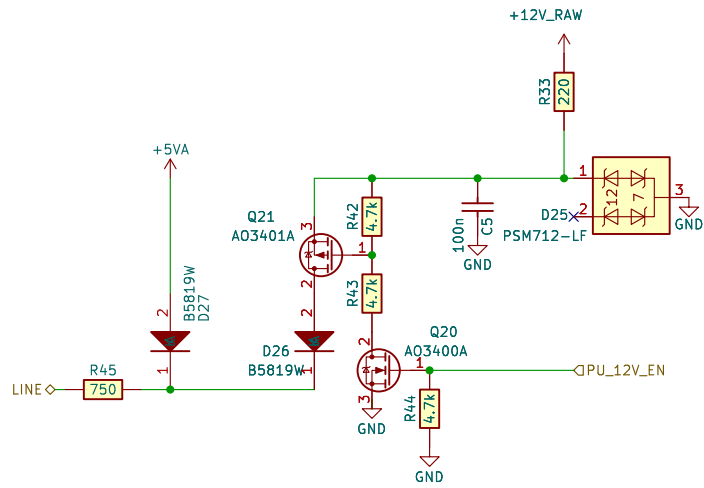 +12V_RAW
R33
220
+5VA
1
12
7
3
D25
2
PSM712-LF
GND
R42
4.7k
100n
C5
GND
Q21
AO3401A
3
1
2
R43
4.7k
B5819W
D27
2
1
2
D26
B5819W
1
Q20
AO3400A
2
1
3
GND
PU_12V_EN
R44
4.7k
GND
R45
750
LINE